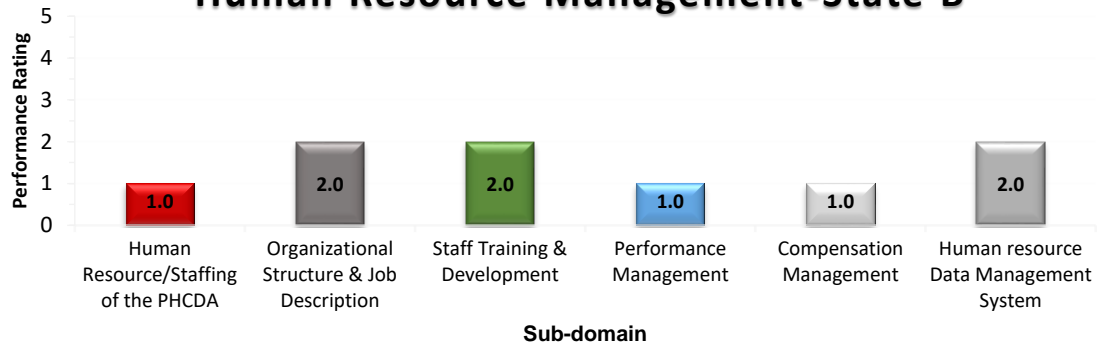 Human Resource Management-State B
Performance Rating
5
4
3
2
1
0
1.0
2.0
2.0
1.0
1.0
2.0
Human
Resource/Staffing
of the PHCDA
Organizational
Structure & Job
Description
Staff Training &
Development
Performance
Management
Compensation
Management
Human resource
Data Management
System
Sub-domain